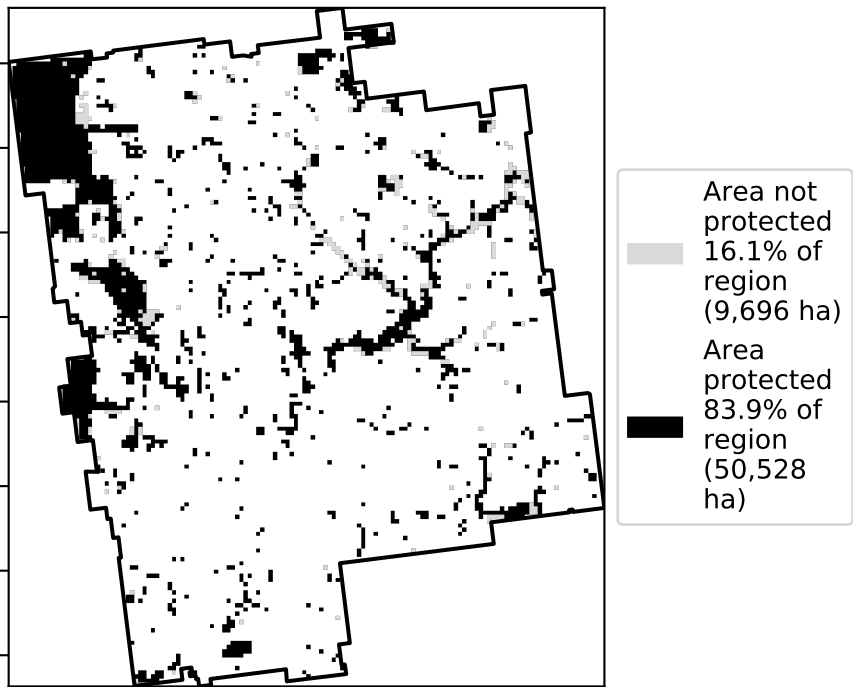 Area not
protected
16.1% of
region
(9,696 ha)
Area
protected
83.9% of
region
(50,528
ha)